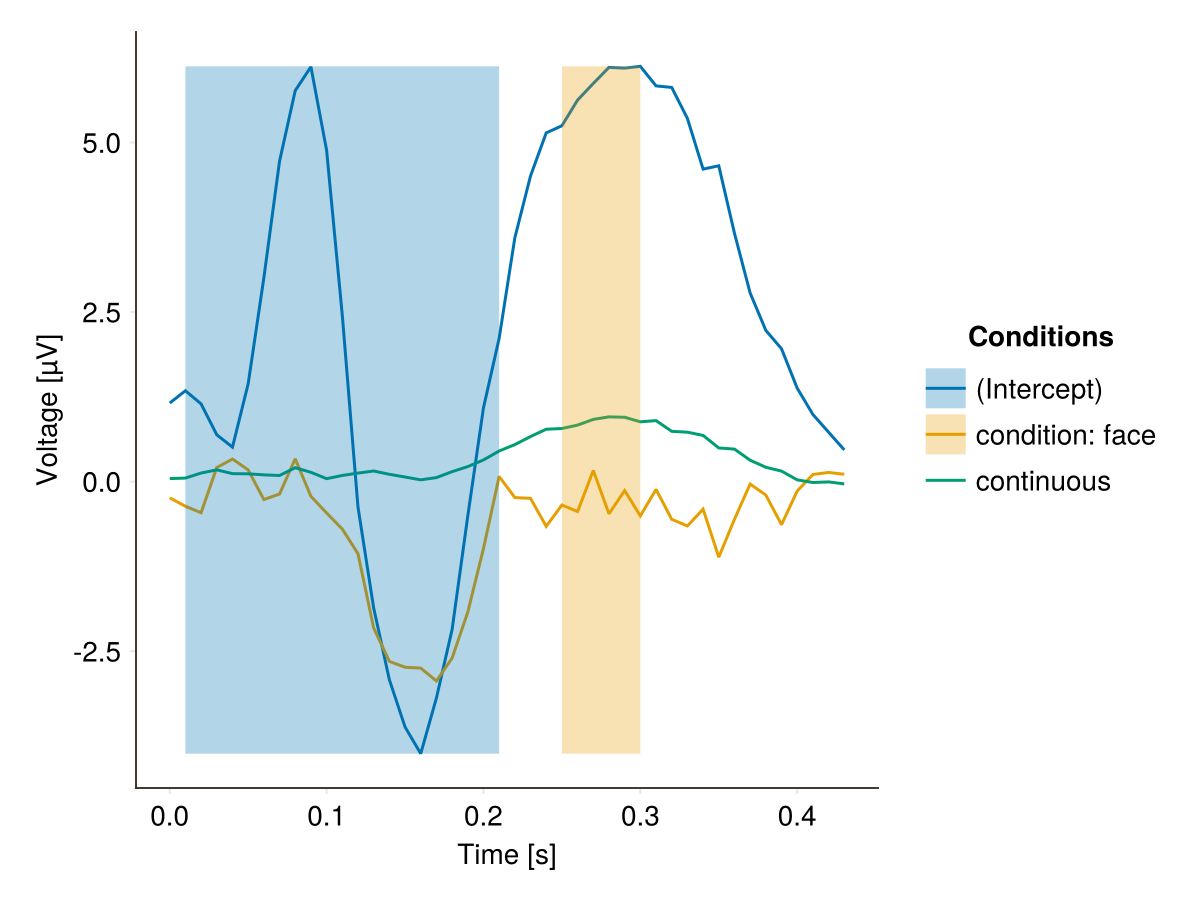 5.0
2.5
0.0
-2.5
Voltage [µV]
0.0 0.1 0.2 0.3 0.4
Time [s]
Conditions
(Intercept)
condition: face
continuous